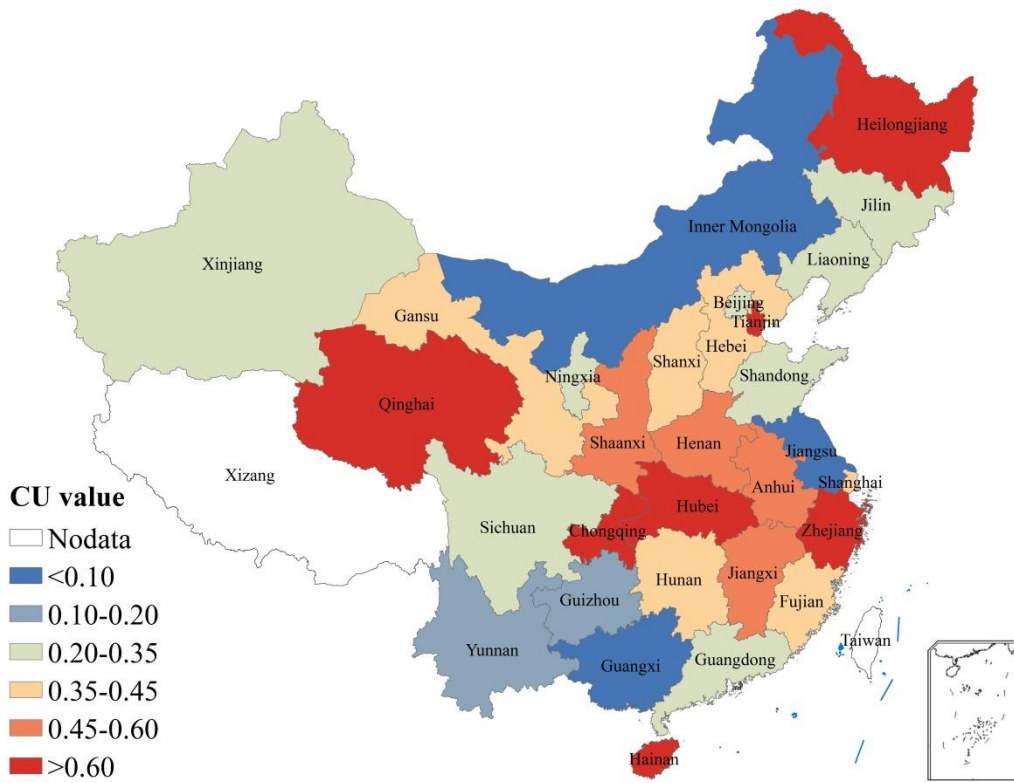 Heilongjiang
Jilin
Inner Mongolia
Liaoning
Xinjiang
Beijing
Gansu
Tianjin
Hebei
Shanxi
Ningxia
Shandong
Qinghai
Shaanxi
Henan
Jiangsu
Xizang
Shanghai
Anhui
Hubei
Sichuan
Chongqing
Zhejiang
Hunan
Jiangxi
Guizhou
Fujian
Taiwan
Yunnan
Guangxi
Guangdong
Hainan
CU value
Nodata
<0.10
0.10-0.20
0.20-0.35
0.35-0.45
0.45-0.60
>0.60